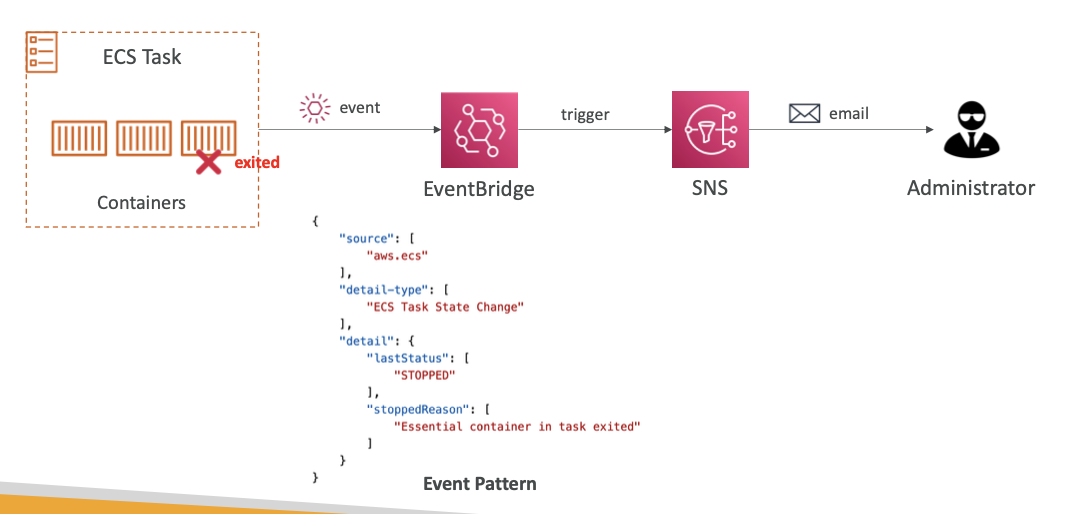 ECS Task
event
trigger
email
exited
Containers
EventBridge
SNS
Administrator
{
    "source": [
        "aws.ecs"
    ],
    "detail-type": [
        "ECS Task State Change"
    ],
    "detail": {
        "lastStatus": [
            "STOPPED"
        ],
        "stoppedReason": [
            "Essential container in task exited"
        ]
    }
}
Event Pattern